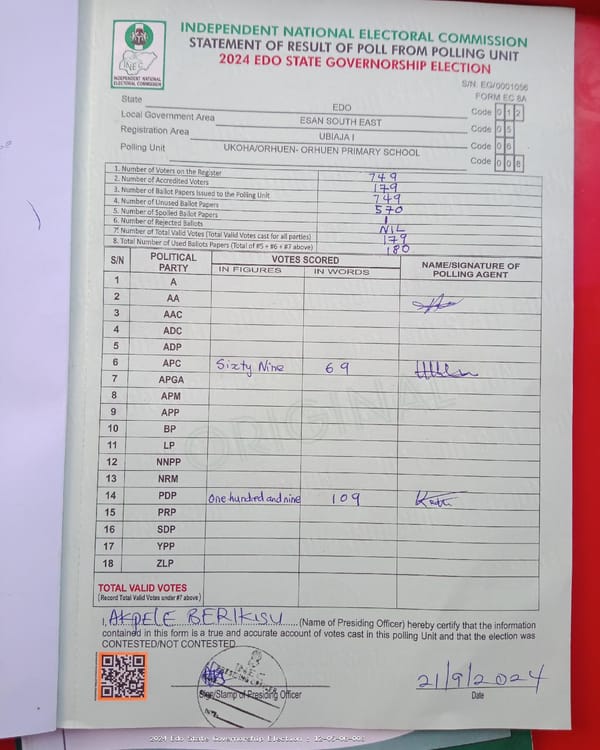 INDEPENDENT NATIONAL ELECTORAL COMMISSION
STATEMENT OF RESULT OF POLL FROM POLLING UNIT
2024 EDO STATE GOVERNORSHIP ELECTION
INEC
INDEPENDENT NATIONAL ELECTORAL COMMISSION
S/N. EG/0001056
FORM EC 8A
State EDO Code 0 1 2
Local Government Area ESAN SOUTH EAST Code 0 5
Registration Area UBIAJA I Code 0 6
Polling Unit UKOHA/ORHUEN- ORHUEN PRIMARY SCHOOL Code 0 0 8
1. Number of Voters on the Register 749
2. Number of Accredited Voters 179
3. Number of Ballot Papers Issued to the Polling Unit 749
4. Number of Unused Ballot Papers 570
5. Number of Spoiled Ballot Papers 1
6. Number of Rejected Ballots NIL
7. Number of Total Valid Votes (Total Valid Votes cast for all parties) 179
8. Total Number of Used Ballots Papers (Total of #5 + #6 + #7 above) 180
S/N POLITICAL PARTY VOTES SCORED NAME/SIGNATURE OF POLLING AGENT
IN FIGURES IN WORDS
1 A
2 AA
3 AAC
4 ADC
5 ADP
6 APC Sixty Nine 69
7 APGA
8 APM
9 APP
10 BP
11 LP
12 NNPP
13 NRM
14 PDP One hundred and nine 109
15 PRP
16 SDP
17 YPP
18 ZLP
ORIGINAL
TOTAL VALID VOTES
(Record Total Valid Votes under #7 above)
I, AKPELE BERIKISU (Name of Presiding Officer) hereby certify that the information
contained in this form is a true and accurate account of votes cast in this polling Unit and that the election was
CONTESTED/NOT CONTESTED.
Sign/Stamp of Presiding Officer
21/9/2024
Date
2024 Edo State Governorship Election : 12-05-06-008